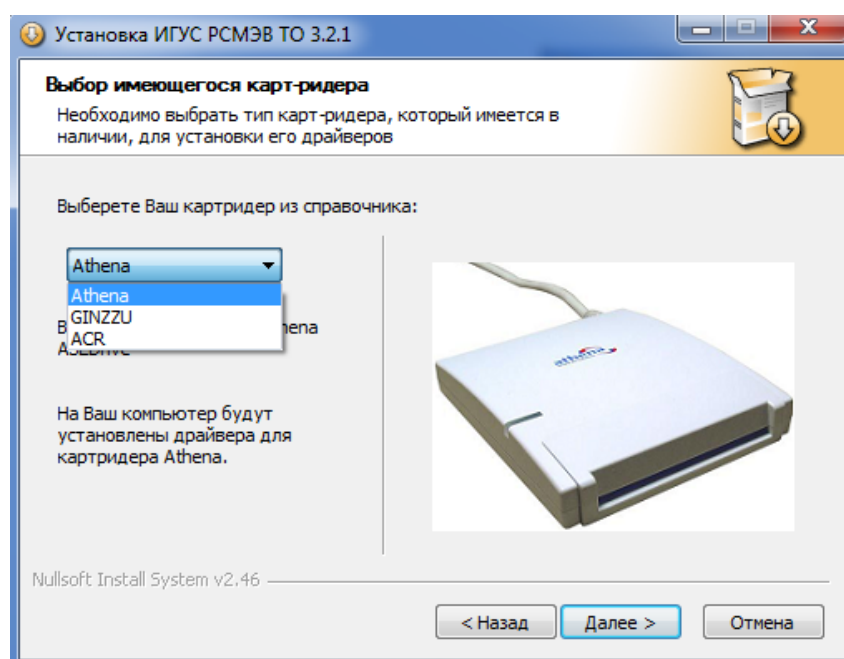 Установка ИГУС РСМЭВ ТО 3.2.1
Выбор имеющегося карт-ридера
Необходимо выбрать тип карт-ридера, который имеется в
наличии, для установки его драйверов
Выберете Ваш картридер из справочника:
Athena
Athena
GINZZU
ACR
athena
На Ваш компьютер будут
установлены драйвера для
картридера Athena.
Nullsoft Install System v2.46
< Назад
Далее >
Отмена